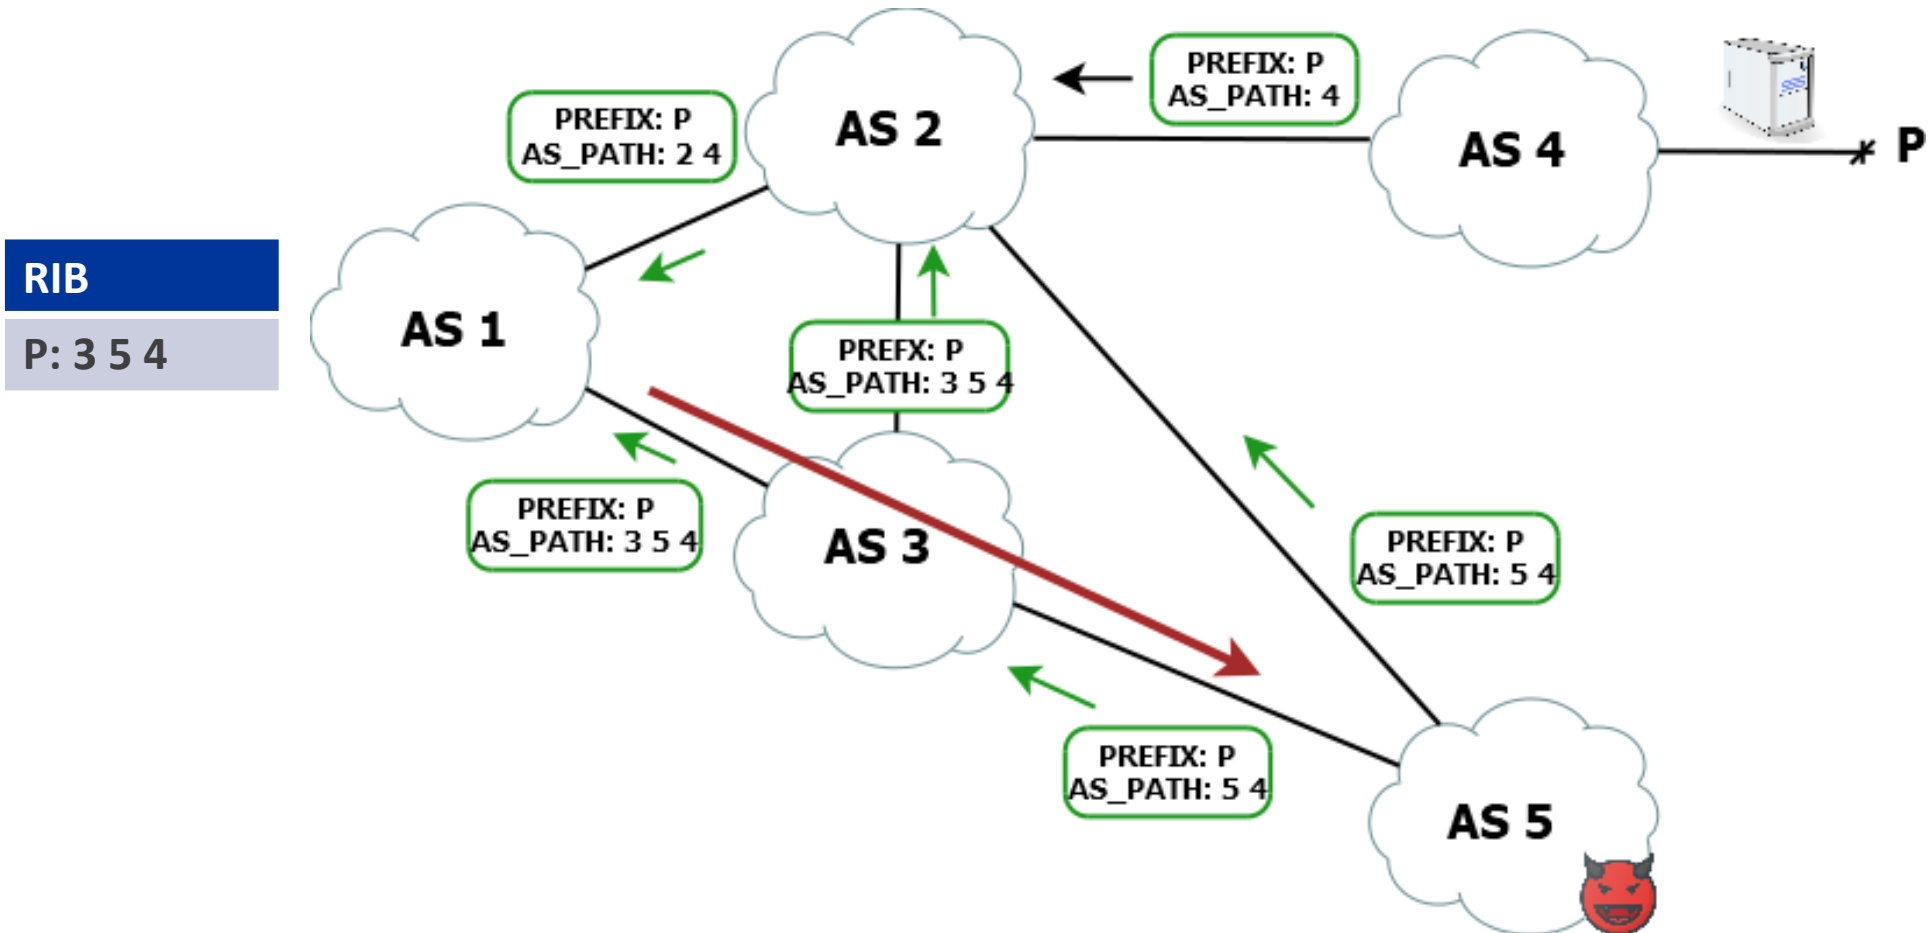 PREFIX: P
AS_PATH: 4
AS 2
AS 4
P
PREFIX: P
AS_PATH: 2 4
RIB
P: 3 5 4
AS 1
PREFX: P
AS_PATH: 3 5 4
PREFIX: P
AS_PATH: 3 5 4
AS 3
PREFIX: P
AS_PATH: 5 4
PREFIX: P
AS_PATH: 5 4
AS 5